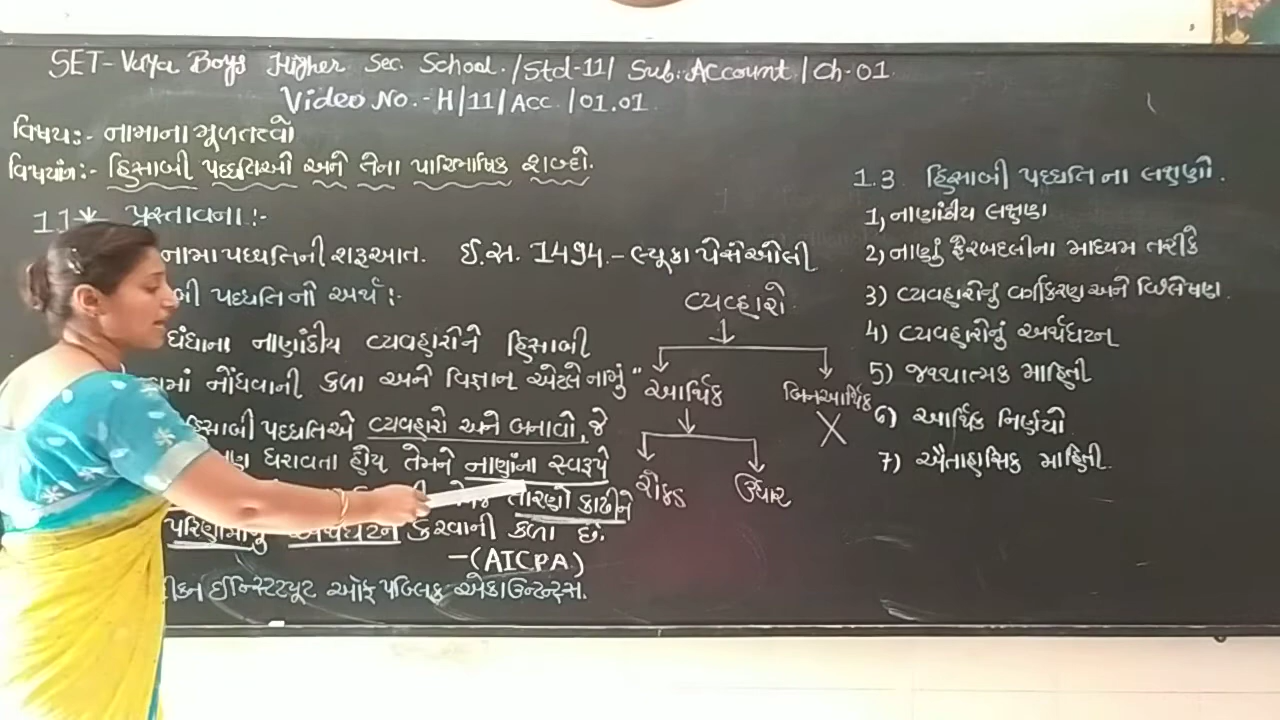 SET- Vidya Boys Higher Sec. School./Std-11/ Sub:. Account / Ch-01
Video No.- H/11/Acc /01.01
વિષય:- નામાના મૂળતત્ત્વો
વિષયાંગ:- હિસાબી પધ્ધતિઓ અને તેના પારિભાષિક શબ્દો.
1.1* પ્રસ્તાવના :-
નામા પધ્ધતિની શરૂઆત. ઈ.સ. 1494.- લ્યૂકા પેસિઓલી
બી પધ્ધતિનો અર્થ :-
ધંધાના નાણાંકીય વ્યવહારોને હિસાબી
માં નોંધવાની કળા અને વિજ્ઞાન એટલે નામું"
હિસાબી પધ્ધતિએ વ્યવહારો અને બનાવો, જે
ધરાવતા હોય તેમને નાણાંના સ્વરૂપે
તારણો કાઢીને
પરિણામોનું અર્થઘટન કરવાની કળા છે.
-(AICPA)
ઈન્સ્ટિટ્યૂટ ઓફ પબ્લિક એકાઉન્ટન્ટ્સ.
વ્યવ્હારો
આર્થિક બિનઆર્થિક
X
રોકડ ઉધાર
1.3 હિસાબી પધ્ધતિ ના લક્ષણો.
1, નાણાંકીય લક્ષણ
2) નાણું ફેરબદલીના માધ્યમ તરીકે
3) વ્યવહારોનું વર્ગીકરણ અને વિશ્લેષણ.
4) વ્યવહારોનું અર્થઘટન
5) જથ્થાત્મક માહિતી
6) આર્થિક નિર્ણયો
7) ઐતાહાસિક માહિતી.